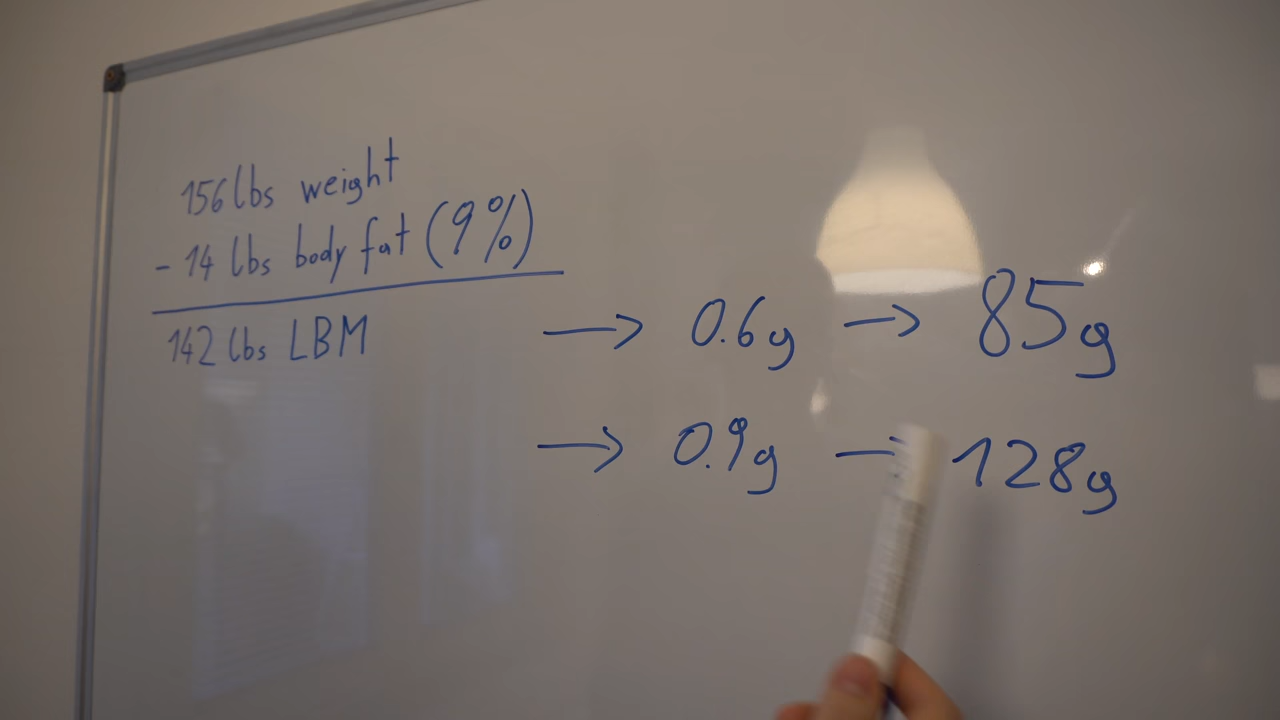 156 lbs weight
- 14 lbs body fat (9%)
142 lbs LBM
→ 0.6g → 85g
→ 0.9g → 128g